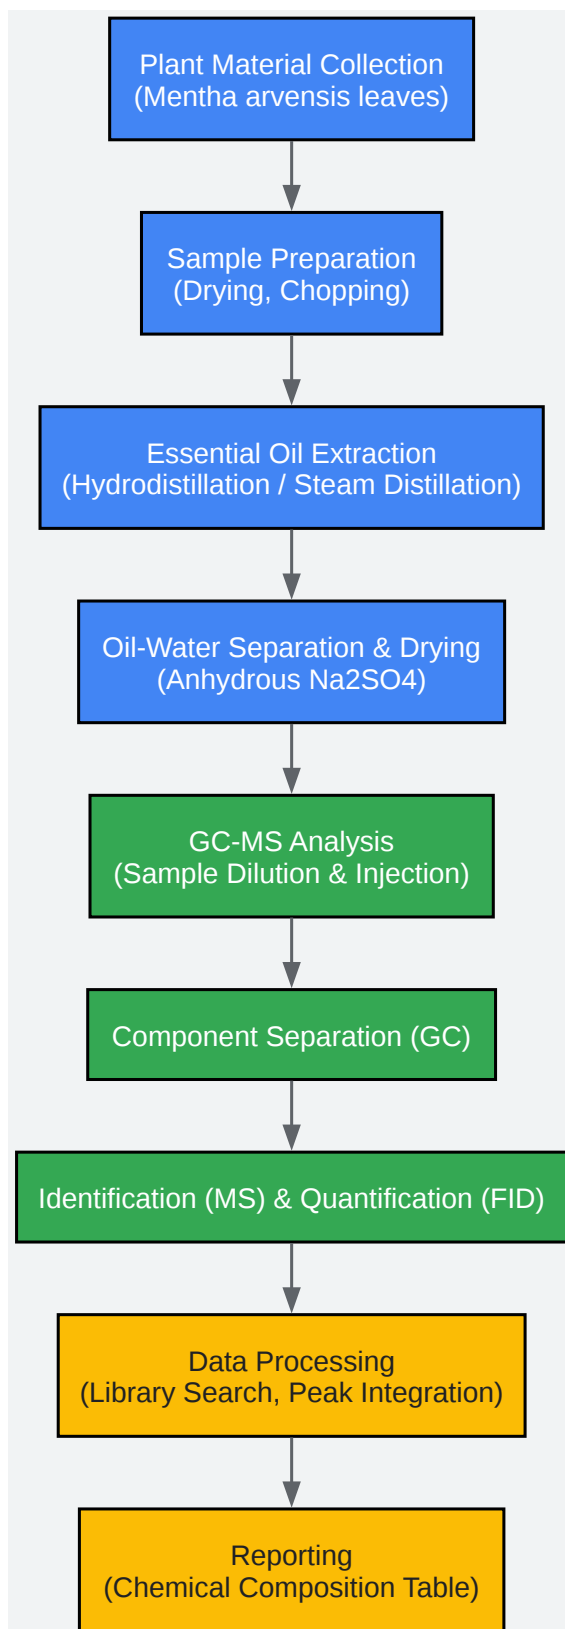 Plant Material Collection
(Mentha arvensis leaves)
Sample Preparation
(Drying, Chopping)
Essential Oil Extraction
(Hydrodistillation / Steam Distillation)
Oil-Water Separation & Drying
(Anhydrous Na2SO4)
GC-MS Analysis
(Sample Dilution & Injection)
Component Separation (GC)
Identification (MS) & Quantification (FID)
Data Processing
(Library Search, Peak Integration)
Reporting
(Chemical Composition Table)